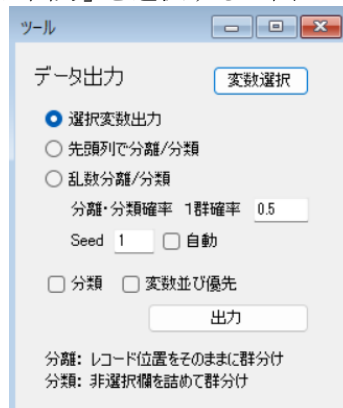 ツール
データ出力
変数選択
選択変数出力
先頭列で分離/分類
乱数分離/分類
分離・分類確率 1群確率 0.5
Seed 1 自動
分類 変数並び優先
出力
分離: レコード位置をそのままに群分け
分類: 非選択欄を詰めて群分け